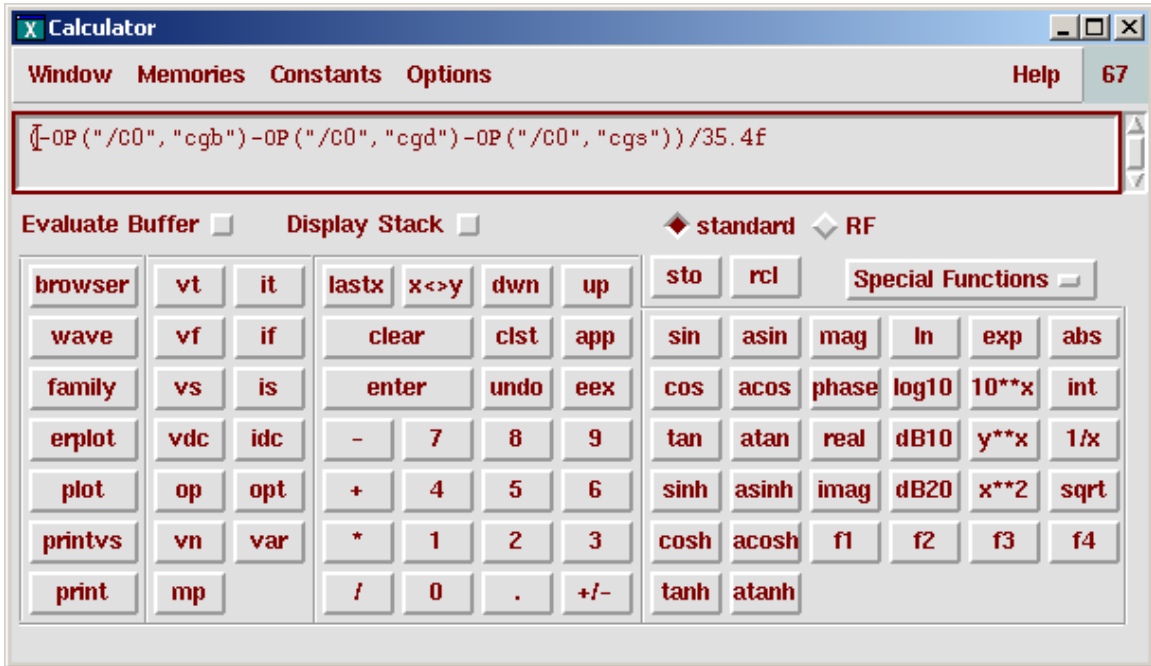 X Calculator
Window Memories Constants Options Help 67
(-OP("/C0","cgb")-OP("/C0","cgd")-OP("/C0","cgs"))/35.4f
Evaluate Buffer Display Stack standard RF
browser vt it lastx x<>y dwn up sto rcl Special Functions
wave vf if clear clst app sin asin mag ln exp abs
family vs is enter undo eex cos acos phase log10 10**x int
erplot vdc idc - 7 8 9 tan atan real dB10 y**x 1/x
plot op opt + 4 5 6 sinh asinh imag dB20 x**2 sqrt
printvs vn var * 1 2 3 cosh acosh f1 f2 f3 f4
print mp / 0 . +/- tanh atanh